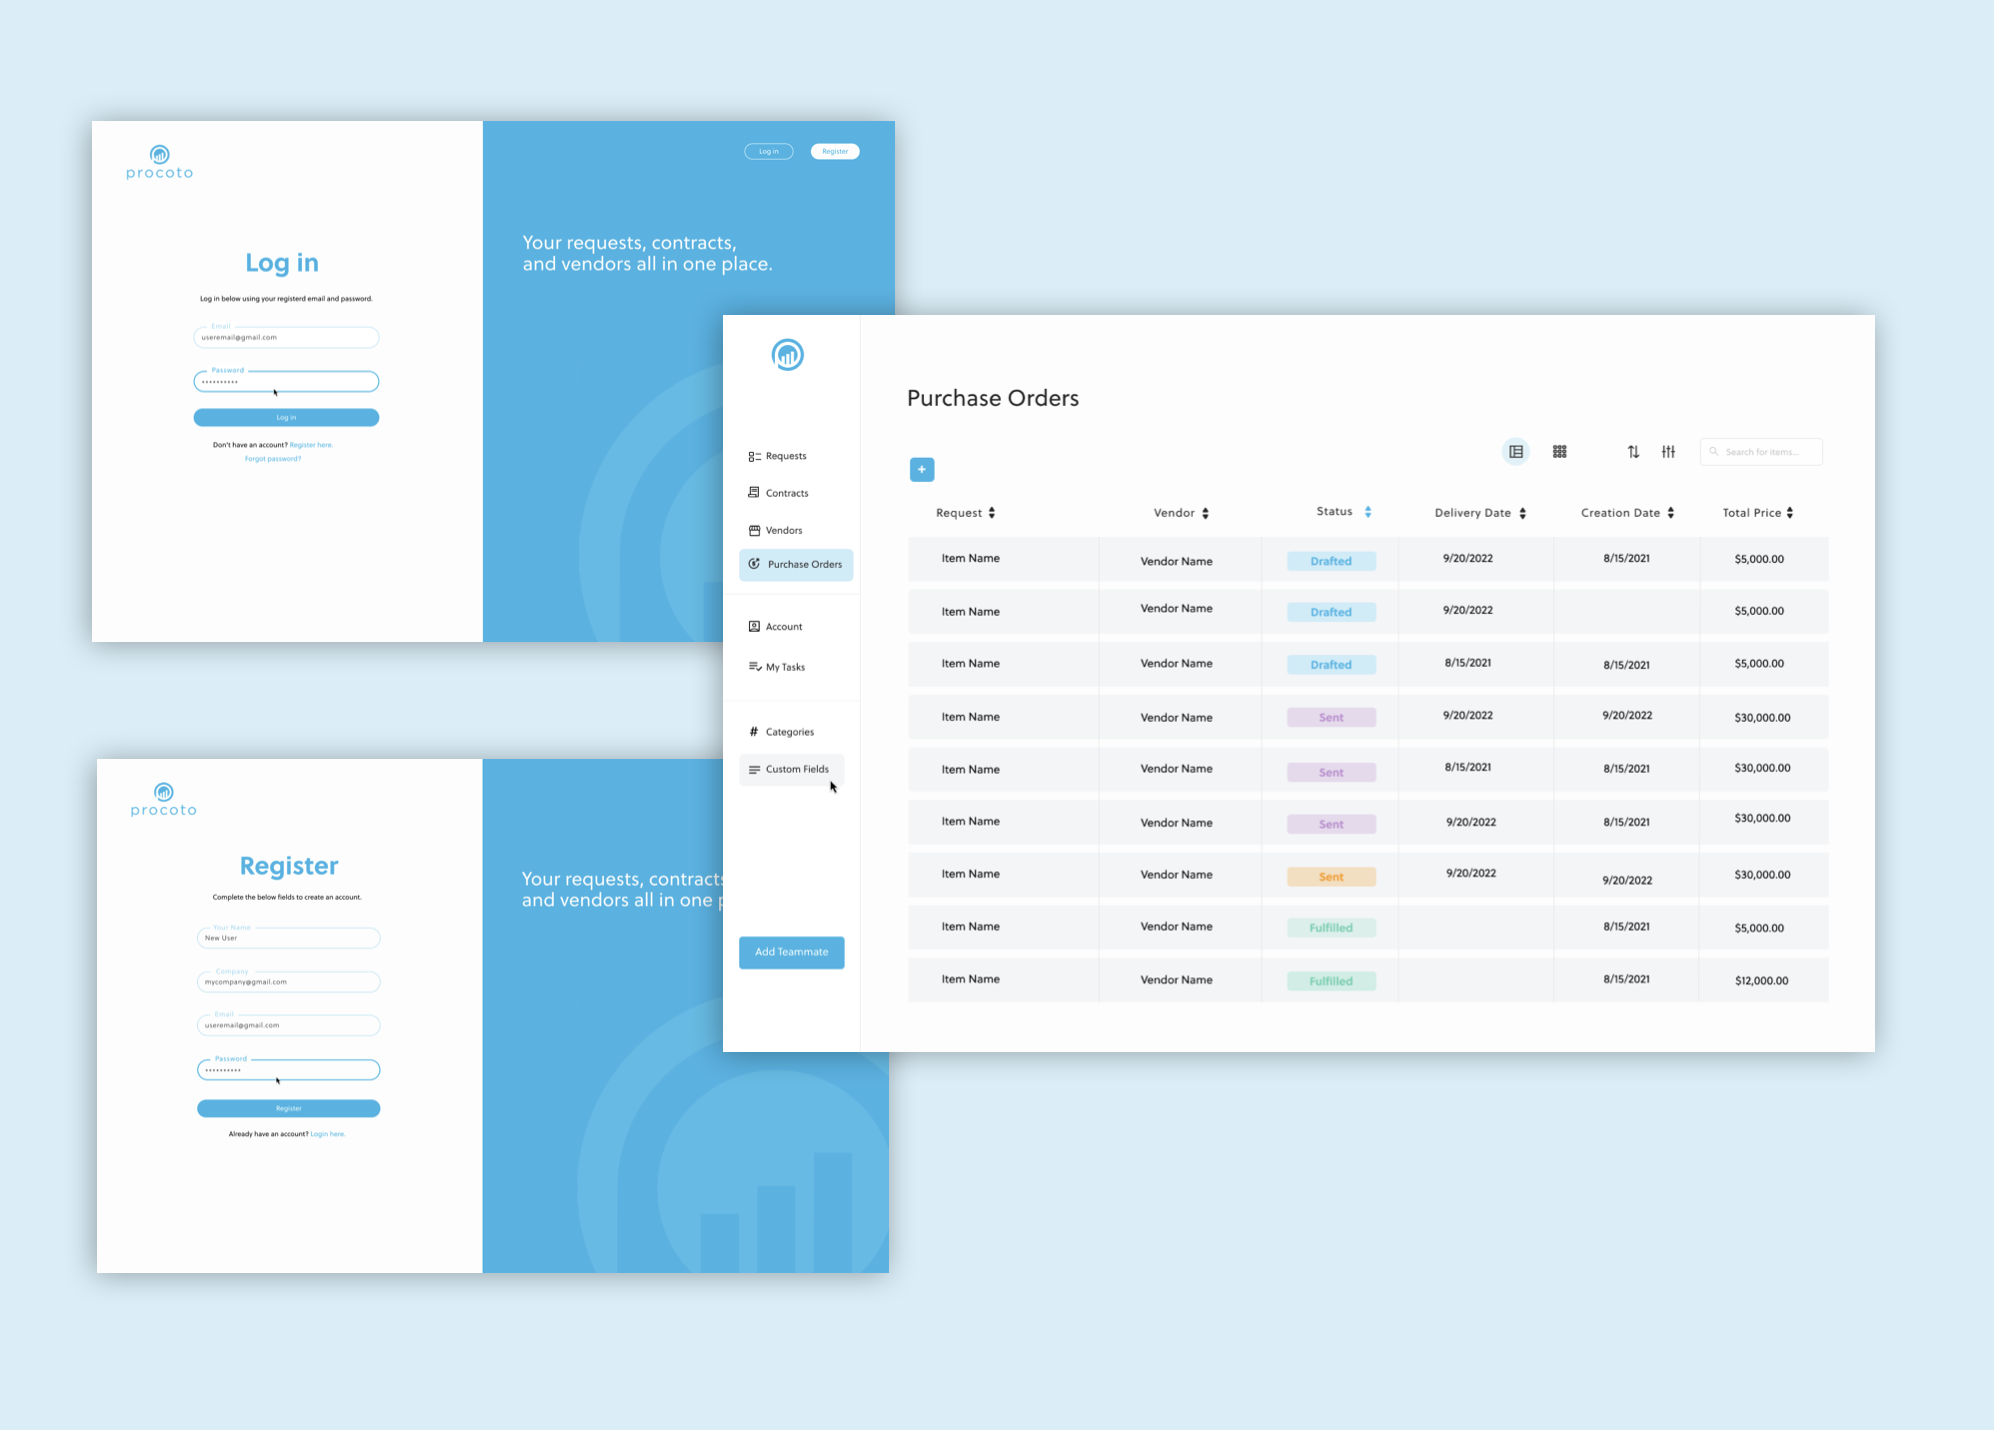 procoto
Log in
Log in below using your registerd email and password.
Email
useremail@gmail.com
Password
••••••••••
Log in
Don't have an account? Register here.
Forgot password?
Log in
Register
Your requests, contracts,
and vendors all in one place.
procoto
Register
Complete the below fields to create an account.
Your Name
New User
Company
mycompany@gmail.com
Email
useremail@gmail.com
Password
••••••••••
Register
Already have an account? Login here.
Your requests, contracts
and vendors all in one p
Requests
Contracts
Vendors
Purchase Orders
Account
My Tasks
# Categories
Custom Fields
Add Teammate
Purchase Orders
+
Search for items...
Request Vendor Status Delivery Date Creation Date Total Price
Item Name Vendor Name Drafted 9/20/2022 8/15/2021 $5,000.00
Item Name Vendor Name Drafted 9/20/2022 $5,000.00
Item Name Vendor Name Drafted 8/15/2021 8/15/2021 $5,000.00
Item Name Vendor Name Sent 9/20/2022 9/20/2022 $30,000.00
Item Name Vendor Name Sent 8/15/2021 8/15/2021 $30,000.00
Item Name Vendor Name Sent 9/20/2022 8/15/2021 $30,000.00
Item Name Vendor Name Sent 9/20/2022 9/20/2022 $30,000.00
Item Name Vendor Name Fulfilled 8/15/2021 $5,000.00
Item Name Vendor Name Fulfilled 8/15/2021 $12,000.00